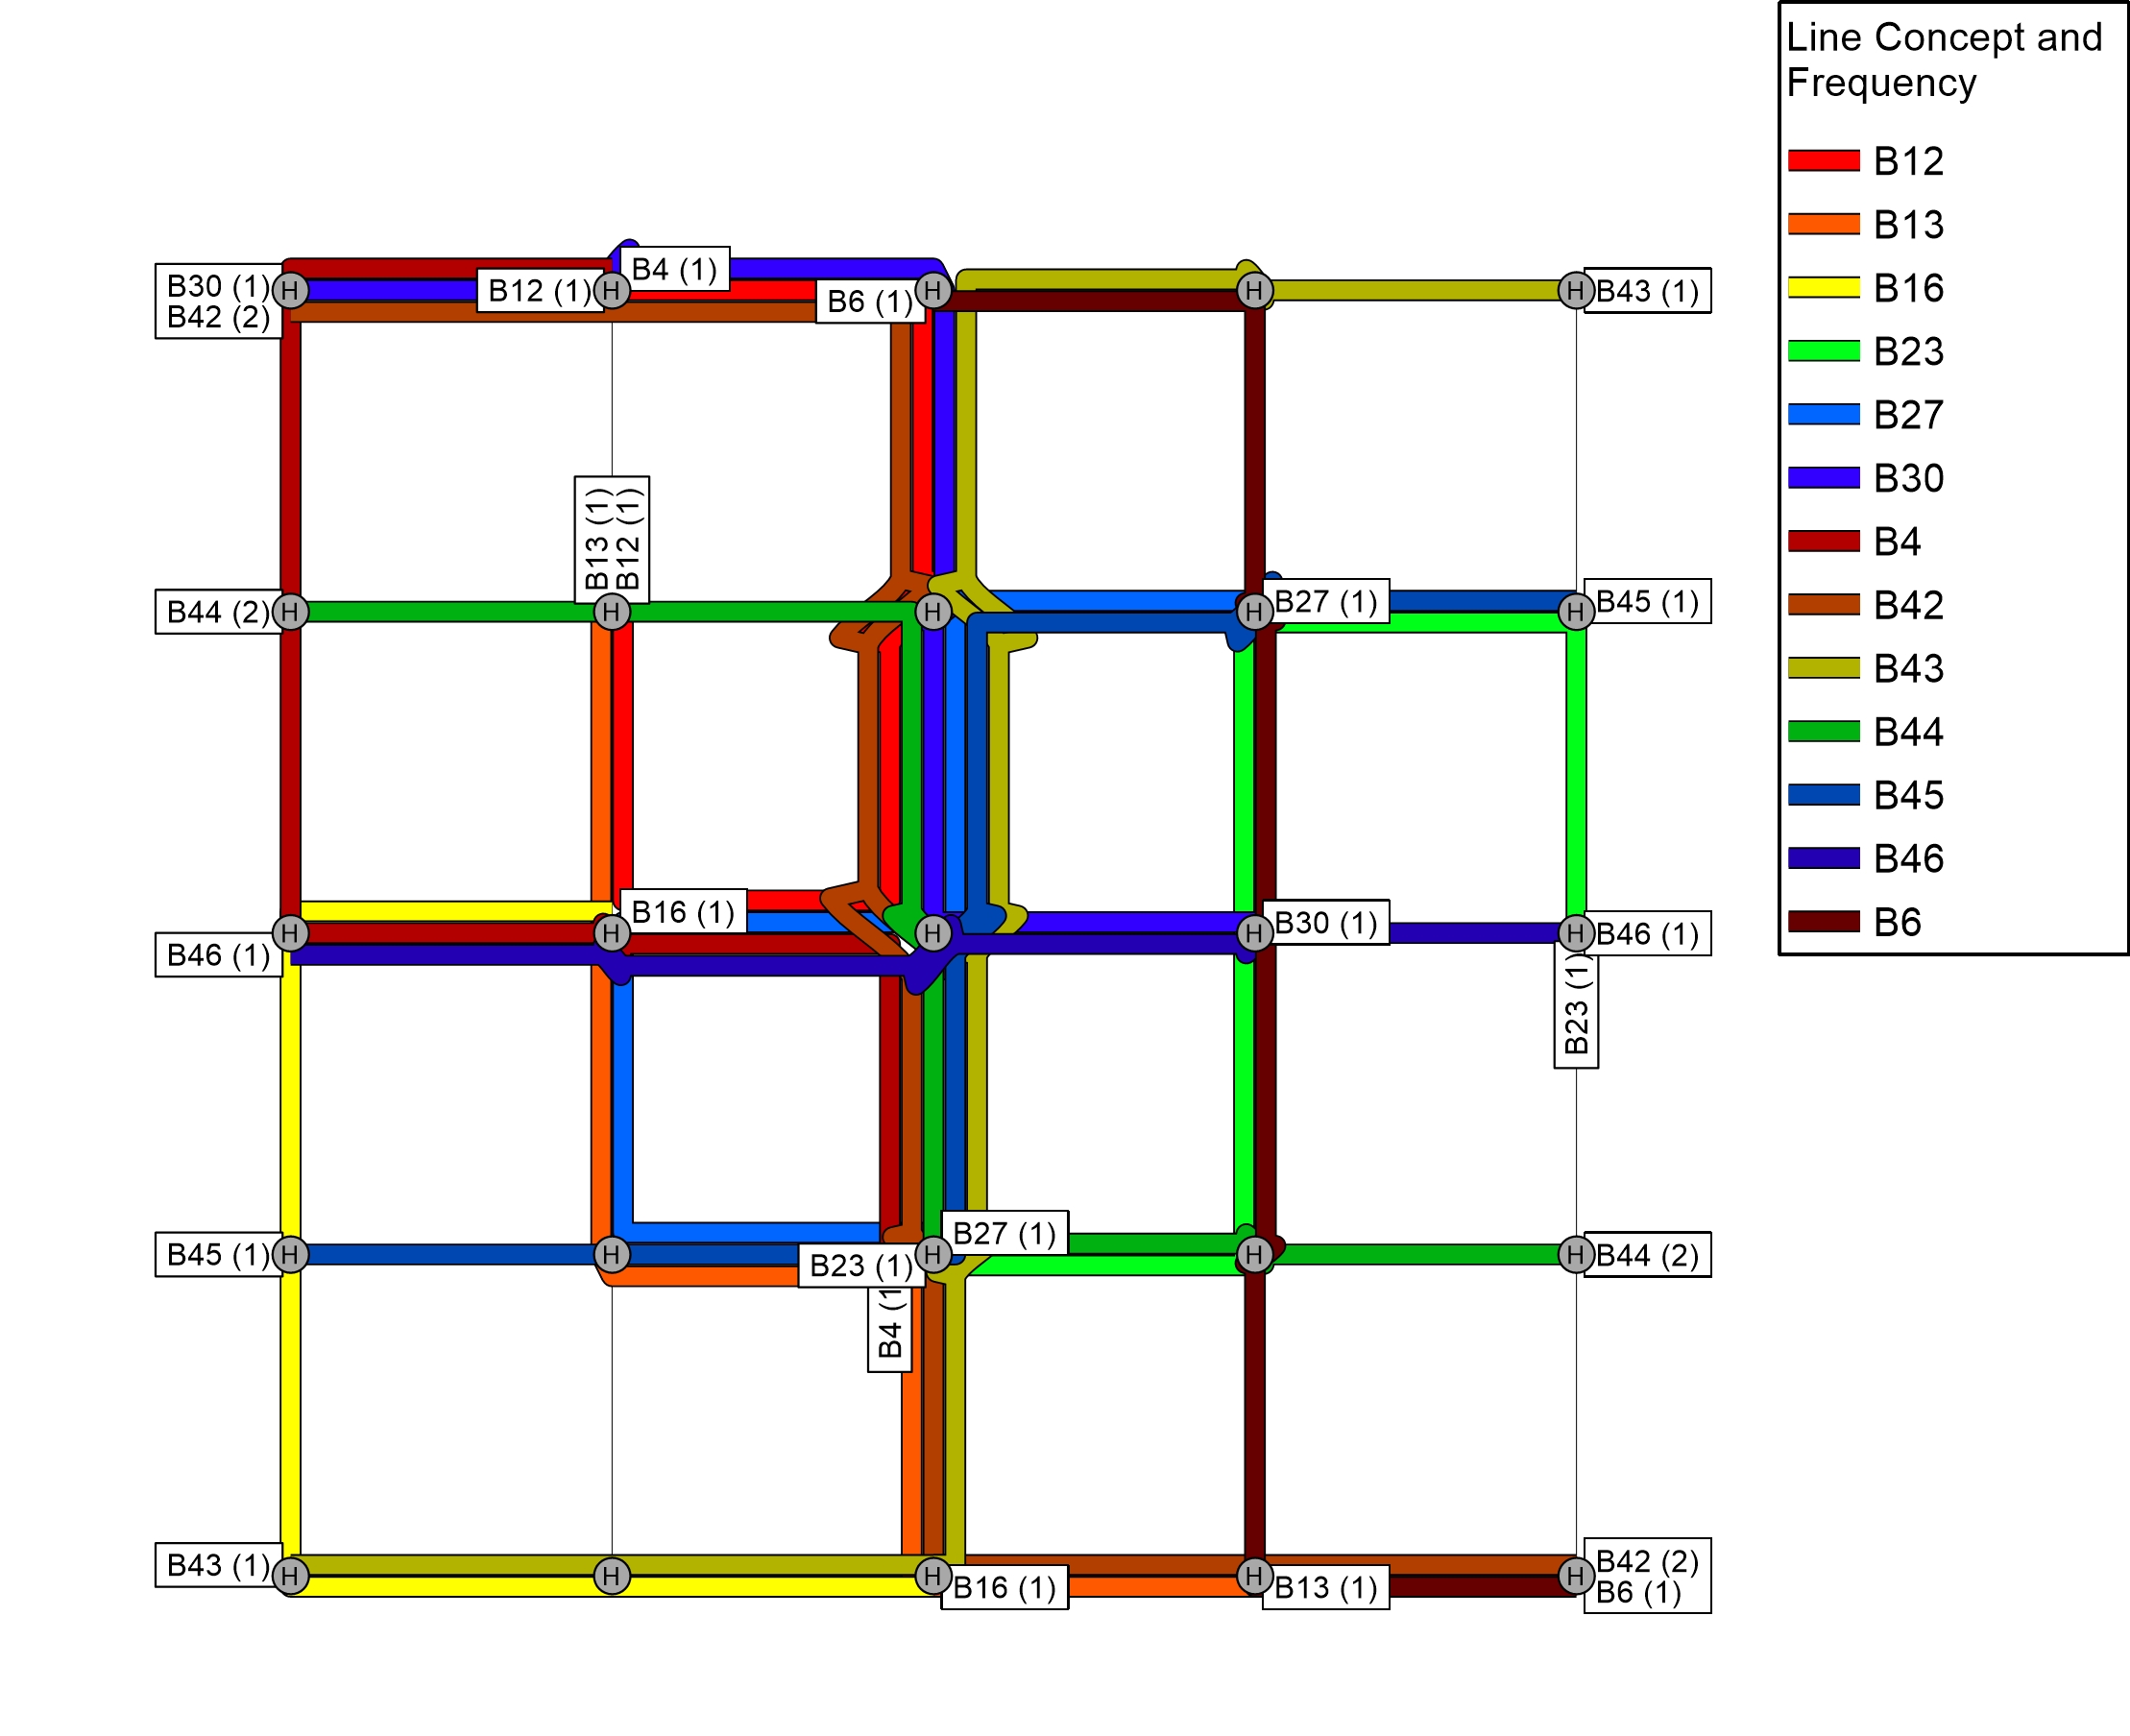 Line Concept and
Frequency
B12
B13
B16
B23
B27
B30
B4
B42
B43
B44
B45
B46
B6
B30 (1)
B42 (2)
H
B12 (1)
H
B4 (1)
B6 (1)
H
H
H
B43 (1)
B13 (1)
B12 (1)
B44 (2)
H
H
H
H
B27 (1)
H
B45 (1)
B46 (1)
H
H
B16 (1)
H
H
B30 (1)
H
B46 (1)
B23 (1)
B45 (1)
H
H
B23 (1)
H
B27 (1)
H
H
B44 (2)
B4 (1)
B43 (1)
H
H
H
B16 (1)
H
B13 (1)
H
B42 (2)
B6 (1)